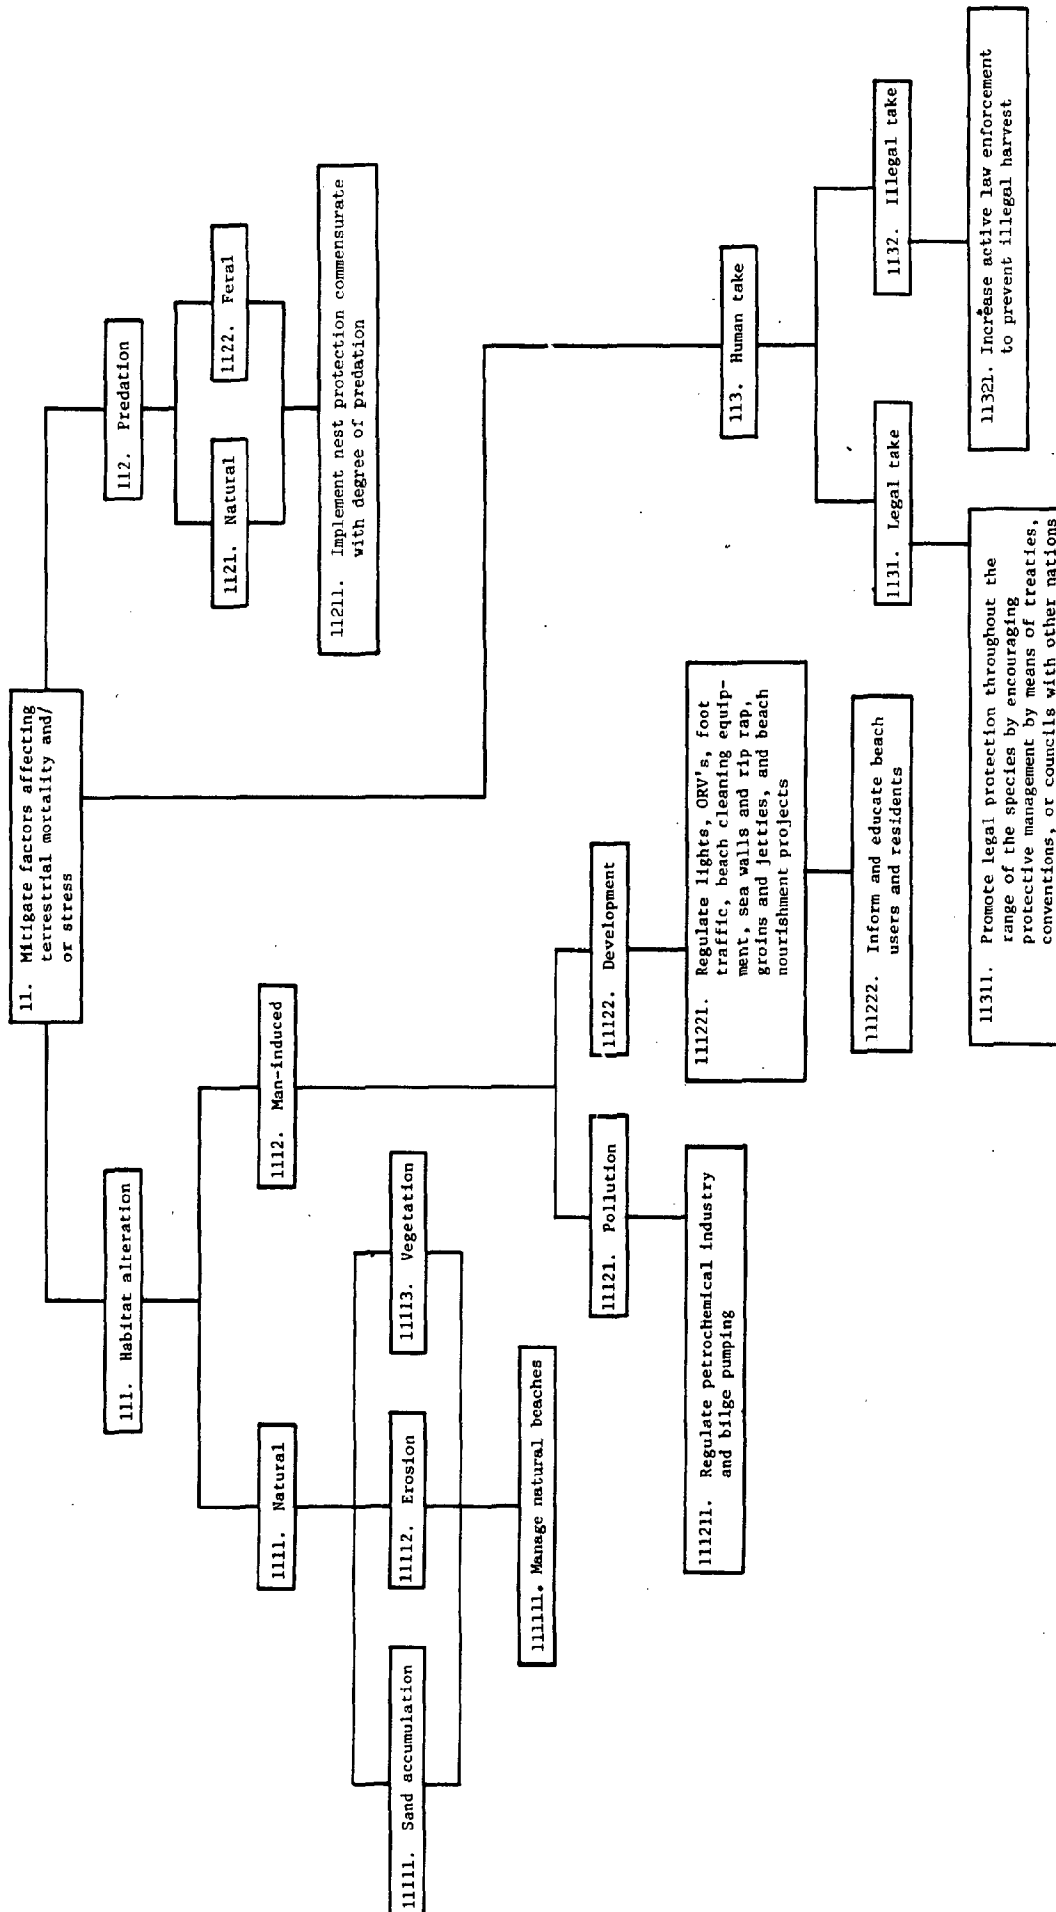 11. Mitigate factors affecting
terrestrial mortality and/
or stress
111. Habitat alteration
112. Predation
1111. Natural
1112. Man-induced
1121. Natural
1122. Feral
11111. Sand accumulation
11112. Erosion
11113. Vegetation
11211. Implement nest protection commensurate
with degree of predation
111111. Manage natural beaches
11121. Pollution
11122. Development
111211. Regulate petrochemical industry
and bilge pumping
111221. Regulate lights, ORV's, foot
traffic, beach cleaning equip-
ment, sea walls and rip rap,
groins and jetties, and beach
nourishment projects
111222. Inform and educate beach
users and residents
113. Human take
1131. Legal take
1132. Illegal take
11311. Promote legal protection throughout the
range of the species by encouraging
protective management by means of treaties,
conventions, or councils with other nations
11321. Increase active law enforcement
to prevent illegal harvest